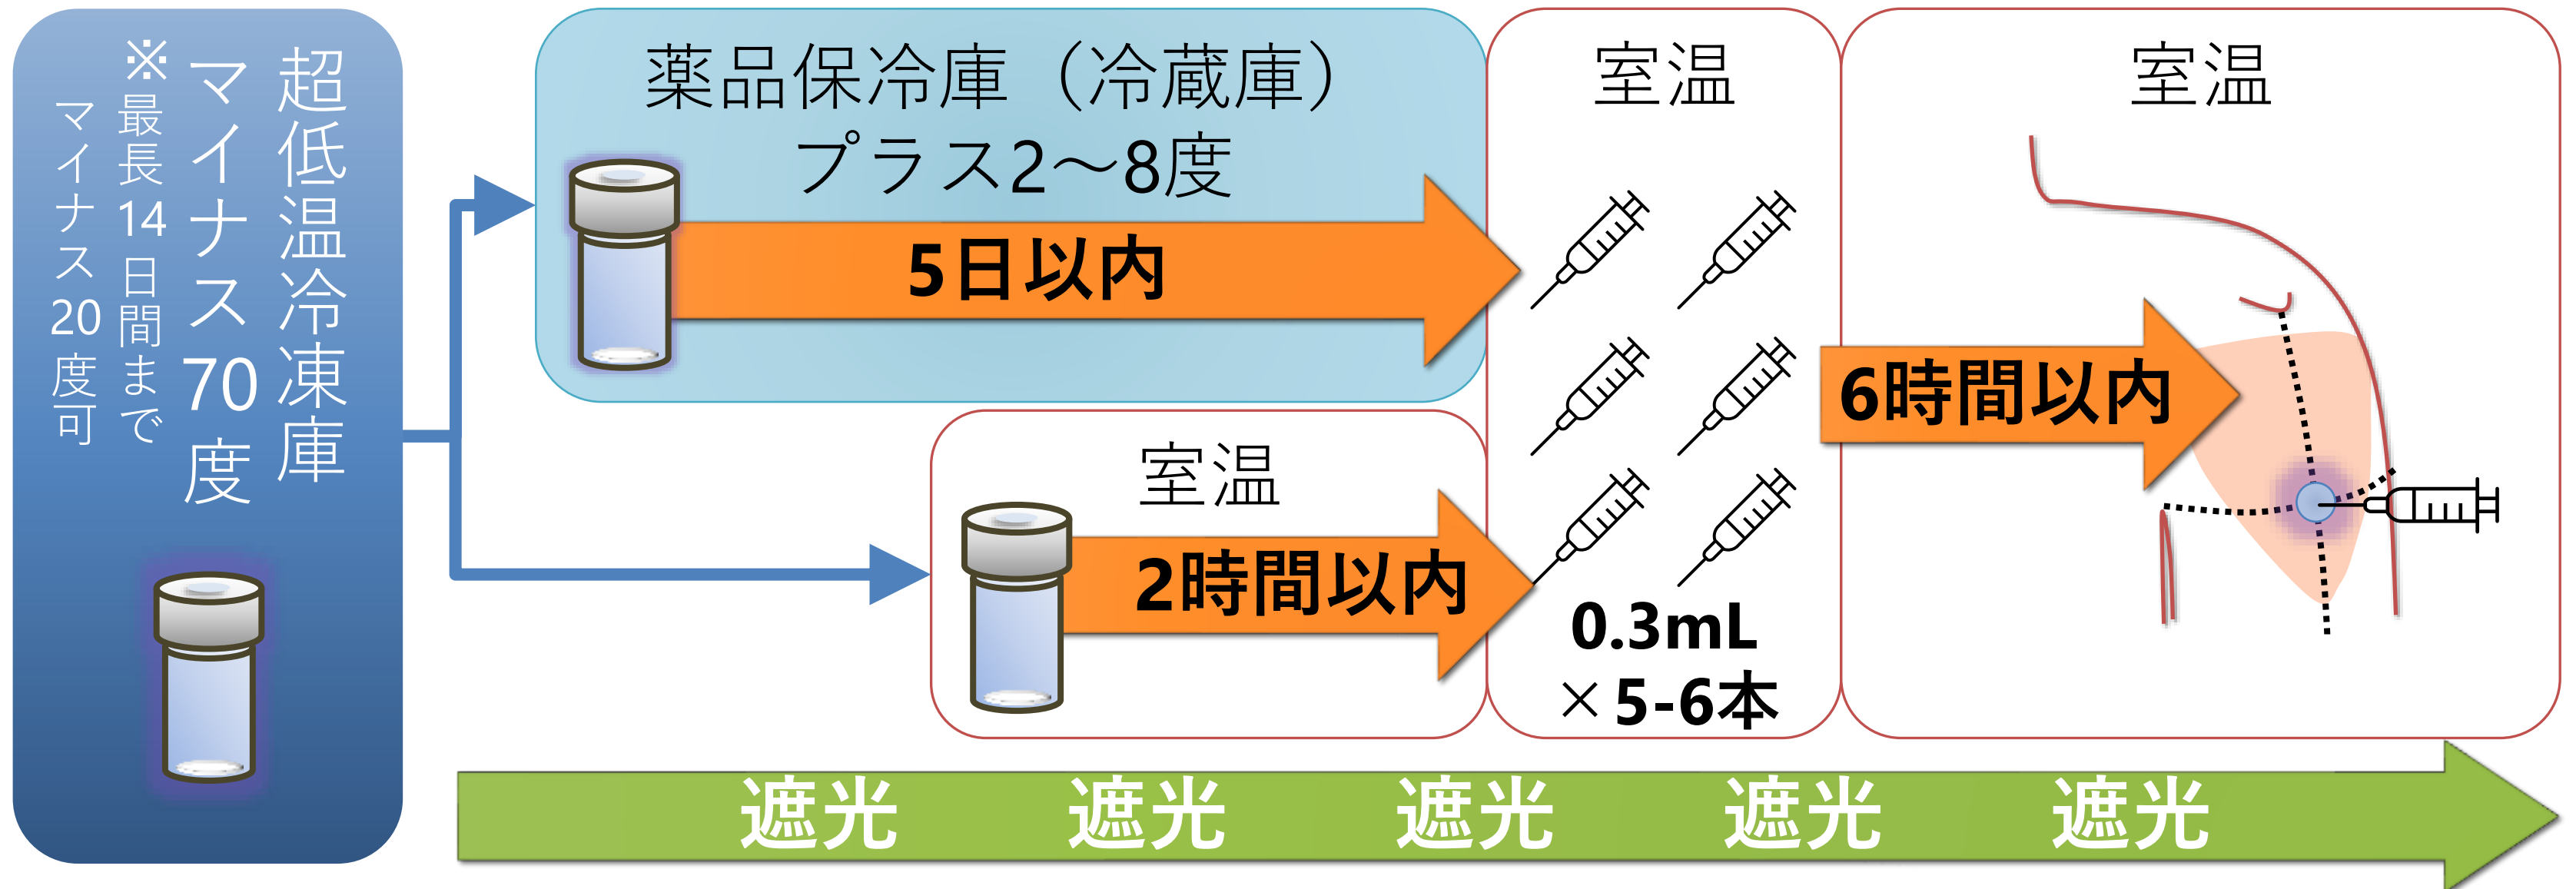 超低温冷凍庫
マイナス70度
※最長14日間まで
マイナス20度可
薬品保冷庫（冷蔵庫）
プラス2～8度
5日以内
室温
2時間以内
室温
0.3mL
×5-6本
室温
6時間以内
遮光 遮光 遮光 遮光 遮光